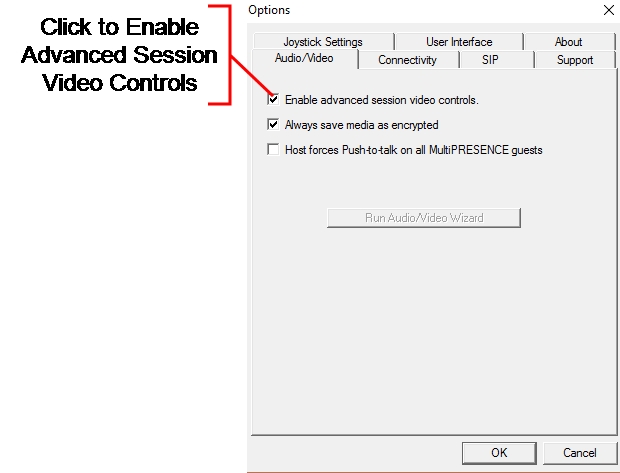 Click to Enable
Advanced Session
Video Controls
Options
Joystick Settings
User Interface
About
Audio/Video
Connectivity
SIP
Support
Enable advanced session video controls.
Always save media as encrypted
Host forces Push-to-talk on all MultiPRESENCE guests
Run Audio/Video Wizard
OK
Cancel